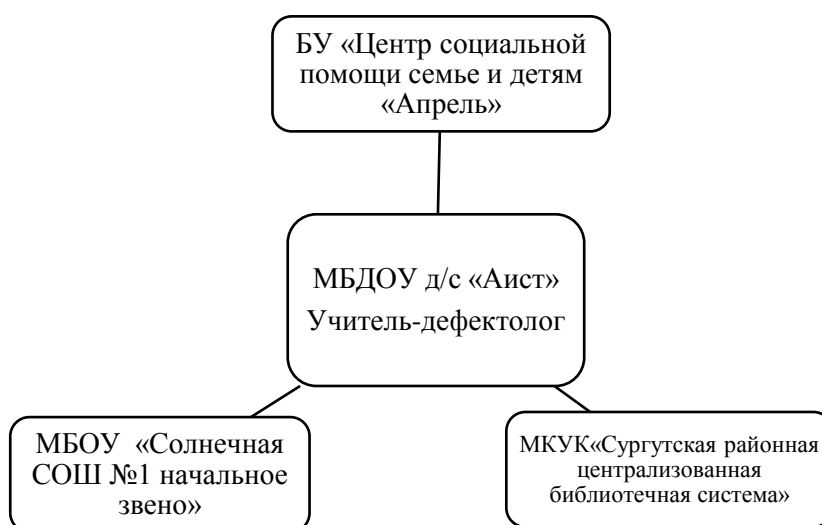 БУ «Центр социальной
помощи семье и детям
«Апрель»
МБДОУ д/с «Аист»
Учитель-дефектолог
МБОУ «Солнечная
СОШ №1 начальное
звено»
МКУК«Сургутская районная
централизованная
библиотечная система»